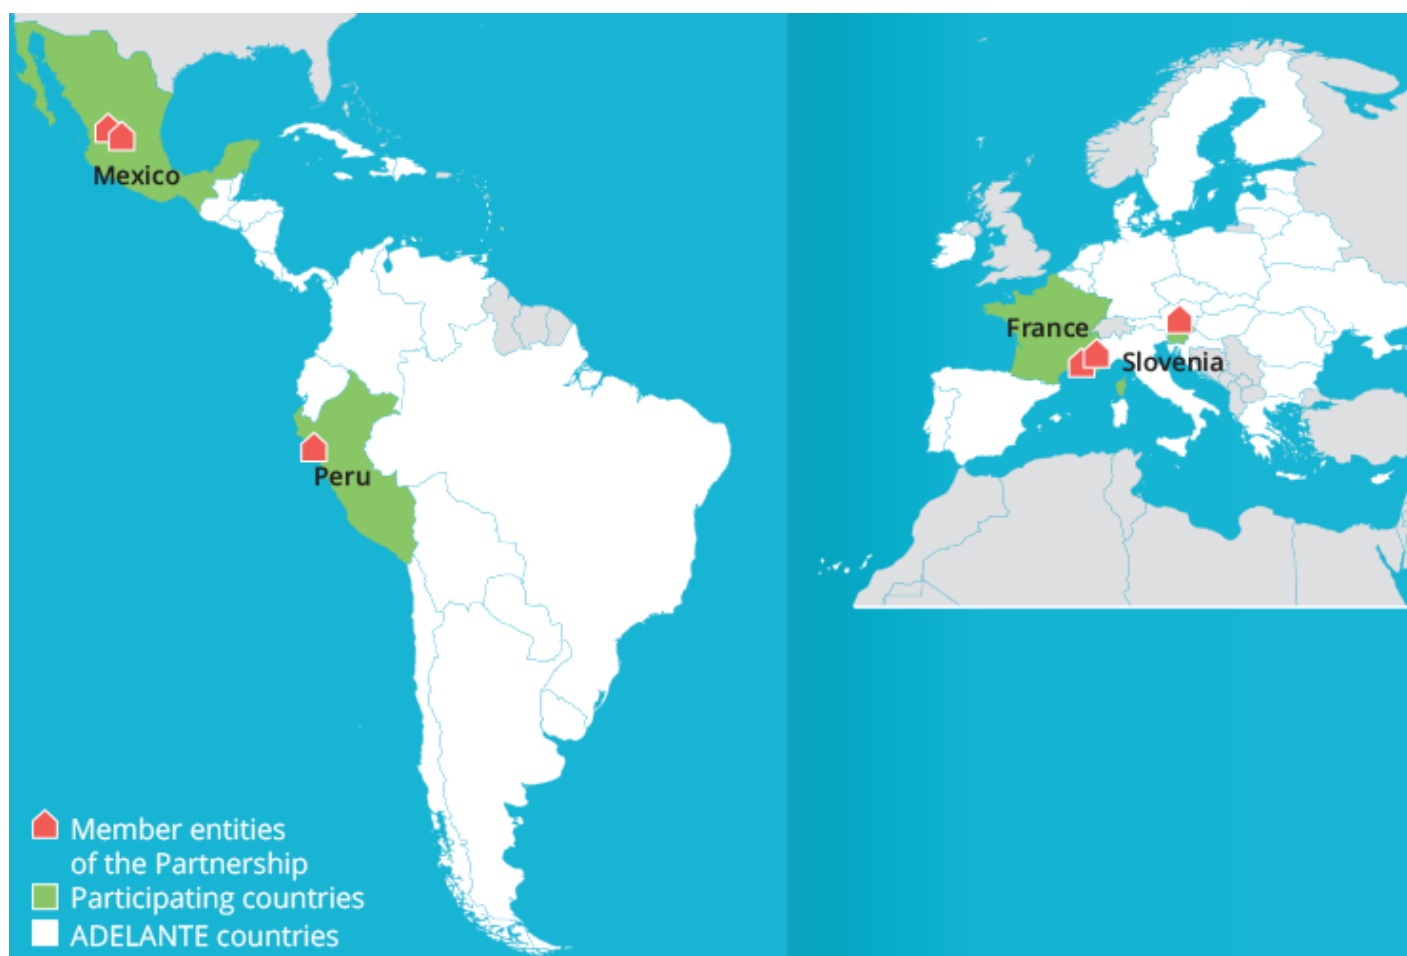 Mexico
France
Slovenia
Peru
Member entities
of the Partnership
Participating countries
ADELANTE countries